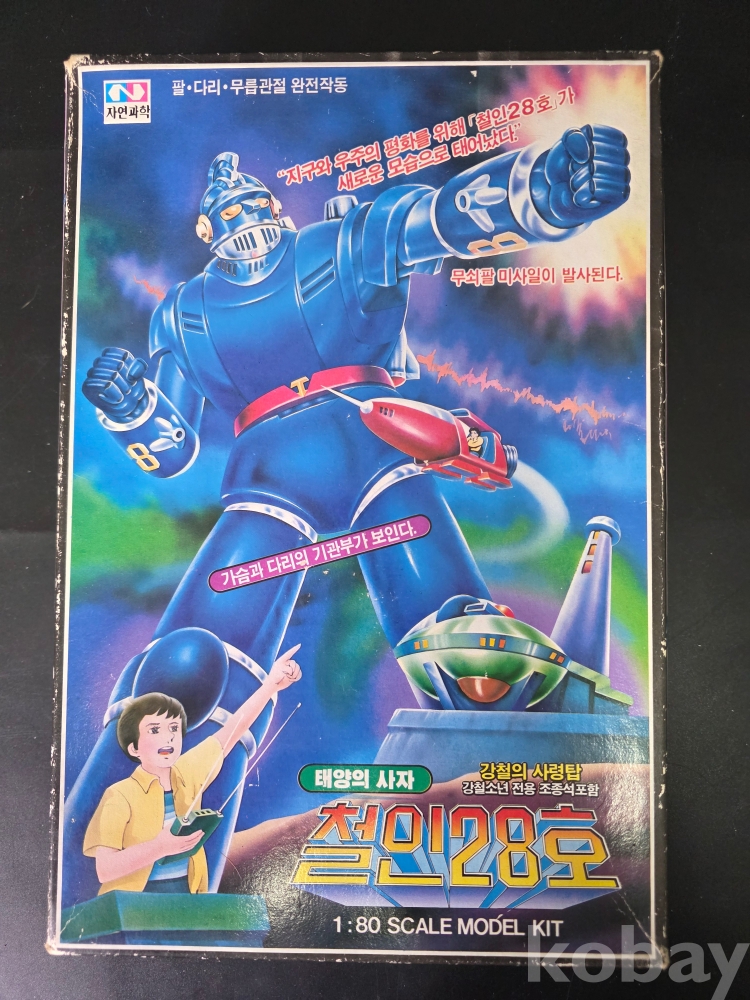 자연과학
팔·다리·무릎관절 완전작동
"지구와 우주의 평화를 위해 「철인28호」가
새로운 모습으로 태어났다."
8
무쇠팔 미사일이 발사된다.
8
가슴과 다리의 기관부가 보인다.
태양의 사자
강철의 사령탑
강철소년 전용 조종석포함
철인28호
1:80 SCALE MODEL KIT
kobay